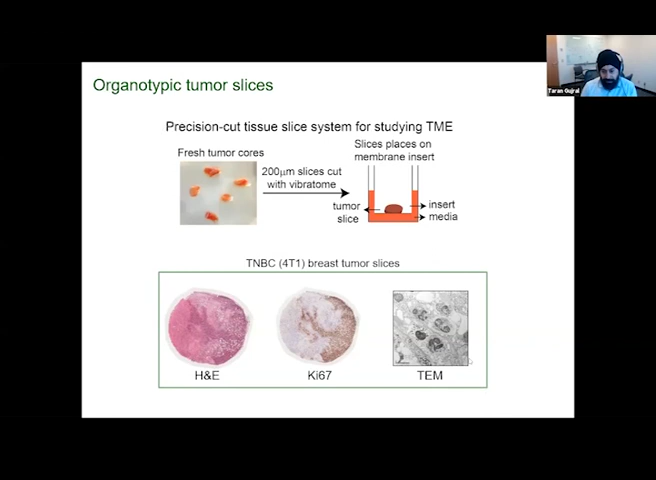 Organotypic tumor slices
Taran Gujral
Precision-cut tissue slice system for studying TME
Fresh tumor cores
200μm slices cut
with vibratome
Slices places on
membrane insert
tumor
slice
insert
media
TNBC (4T1) breast tumor slices
H&E
Ki67
TEM